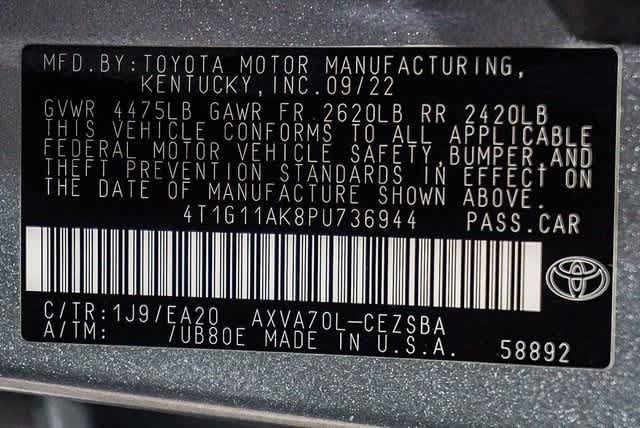 MFD. BY: TOYOTA MOTOR MANUFACTURING,
KENTUCKY, INC. 09/22
GVWR 4475LB GAWR FR 2620LB RR 2420LB
THIS VEHICLE CONFORMS TO ALL APPLICABLE
FEDERAL MOTOR VEHICLE SAFETY, BUMPER, AND
THEFT PREVENTION STANDARDS IN EFFECT ON
THE DATE OF MANUFACTURE SHOWN ABOVE.
4T1G11AK8PU736944 PASS. CAR
C/TR: 1J9/EA20 AXVA70L-CEZSBA
A/TM: /UB80E MADE IN U.S.A. 58892